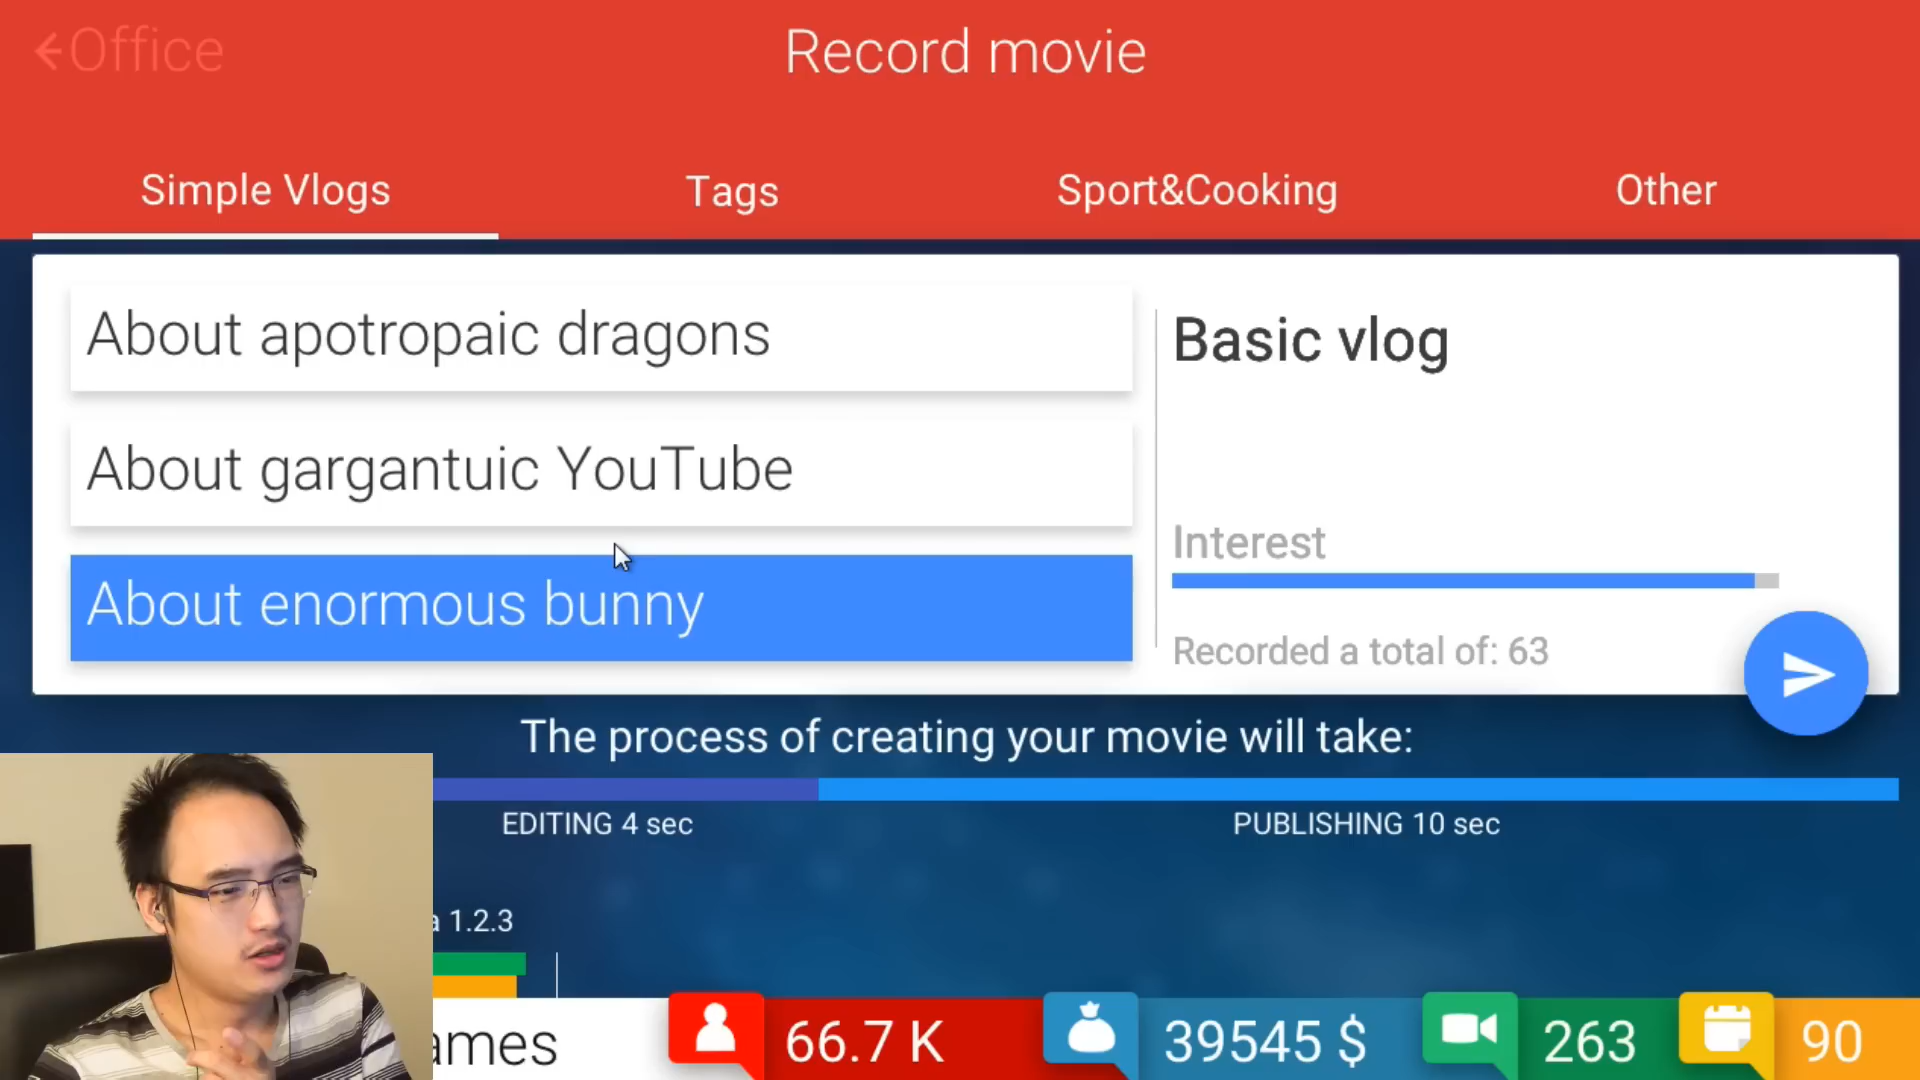 Office
Record movie
Simple Vlogs
Tags
Sport&Cooking
Other
About apotropaic dragons
About gargantuic YouTube
About enormous bunny
Basic vlog
Interest
Recorded a total of: 63
The process of creating your movie will take:
EDITING 4 sec
PUBLISHING 10 sec
a 1.2.3
ames
66.7 K
39545 $
263
90